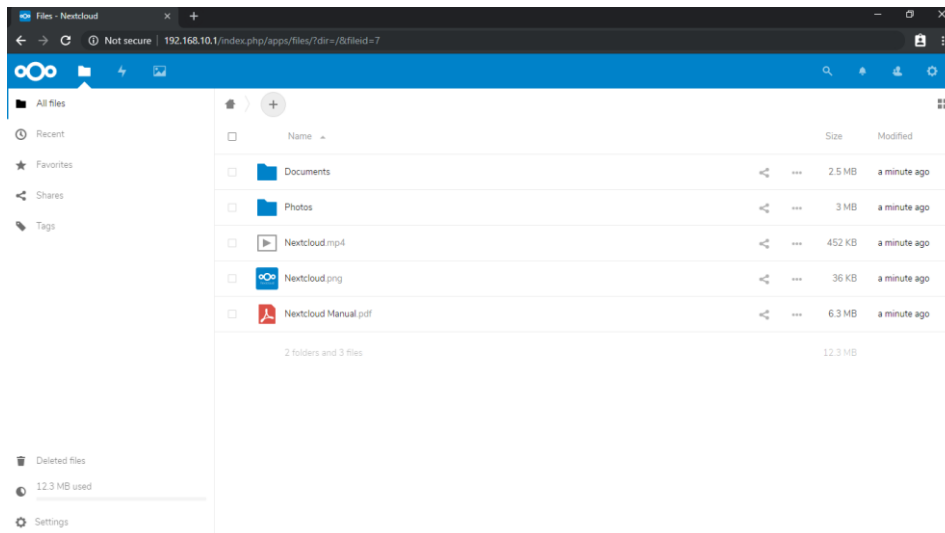 Files - Nextcloud
Not secure | 192.168.10.1/index.php/apps/files/?dir=/&fileid=7
All files
Recent
Favorites
Shares
Tags
Name Size Modified
Documents 2.5 MB a minute ago
Photos 3 MB a minute ago
Nextcloud.mp4 452 KB a minute ago
Nextcloud.png 36 KB a minute ago
Nextcloud Manual.pdf 6.3 MB a minute ago
2 folders and 3 files 12.3 MB
Deleted files
12.3 MB used
Settings